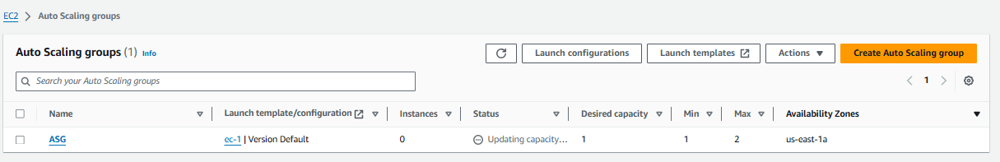 EC2 > Auto Scaling groups
Auto Scaling groups (1) Info Launch configurations Launch templates Actions Create Auto Scaling group
Search your Auto Scaling groups 1
Name Launch template/configuration Instances Status Desired capacity Min Max Availability Zones
ASG ec-1 | Version Default 0 Updating capacity... 1 1 2 us-east-1a